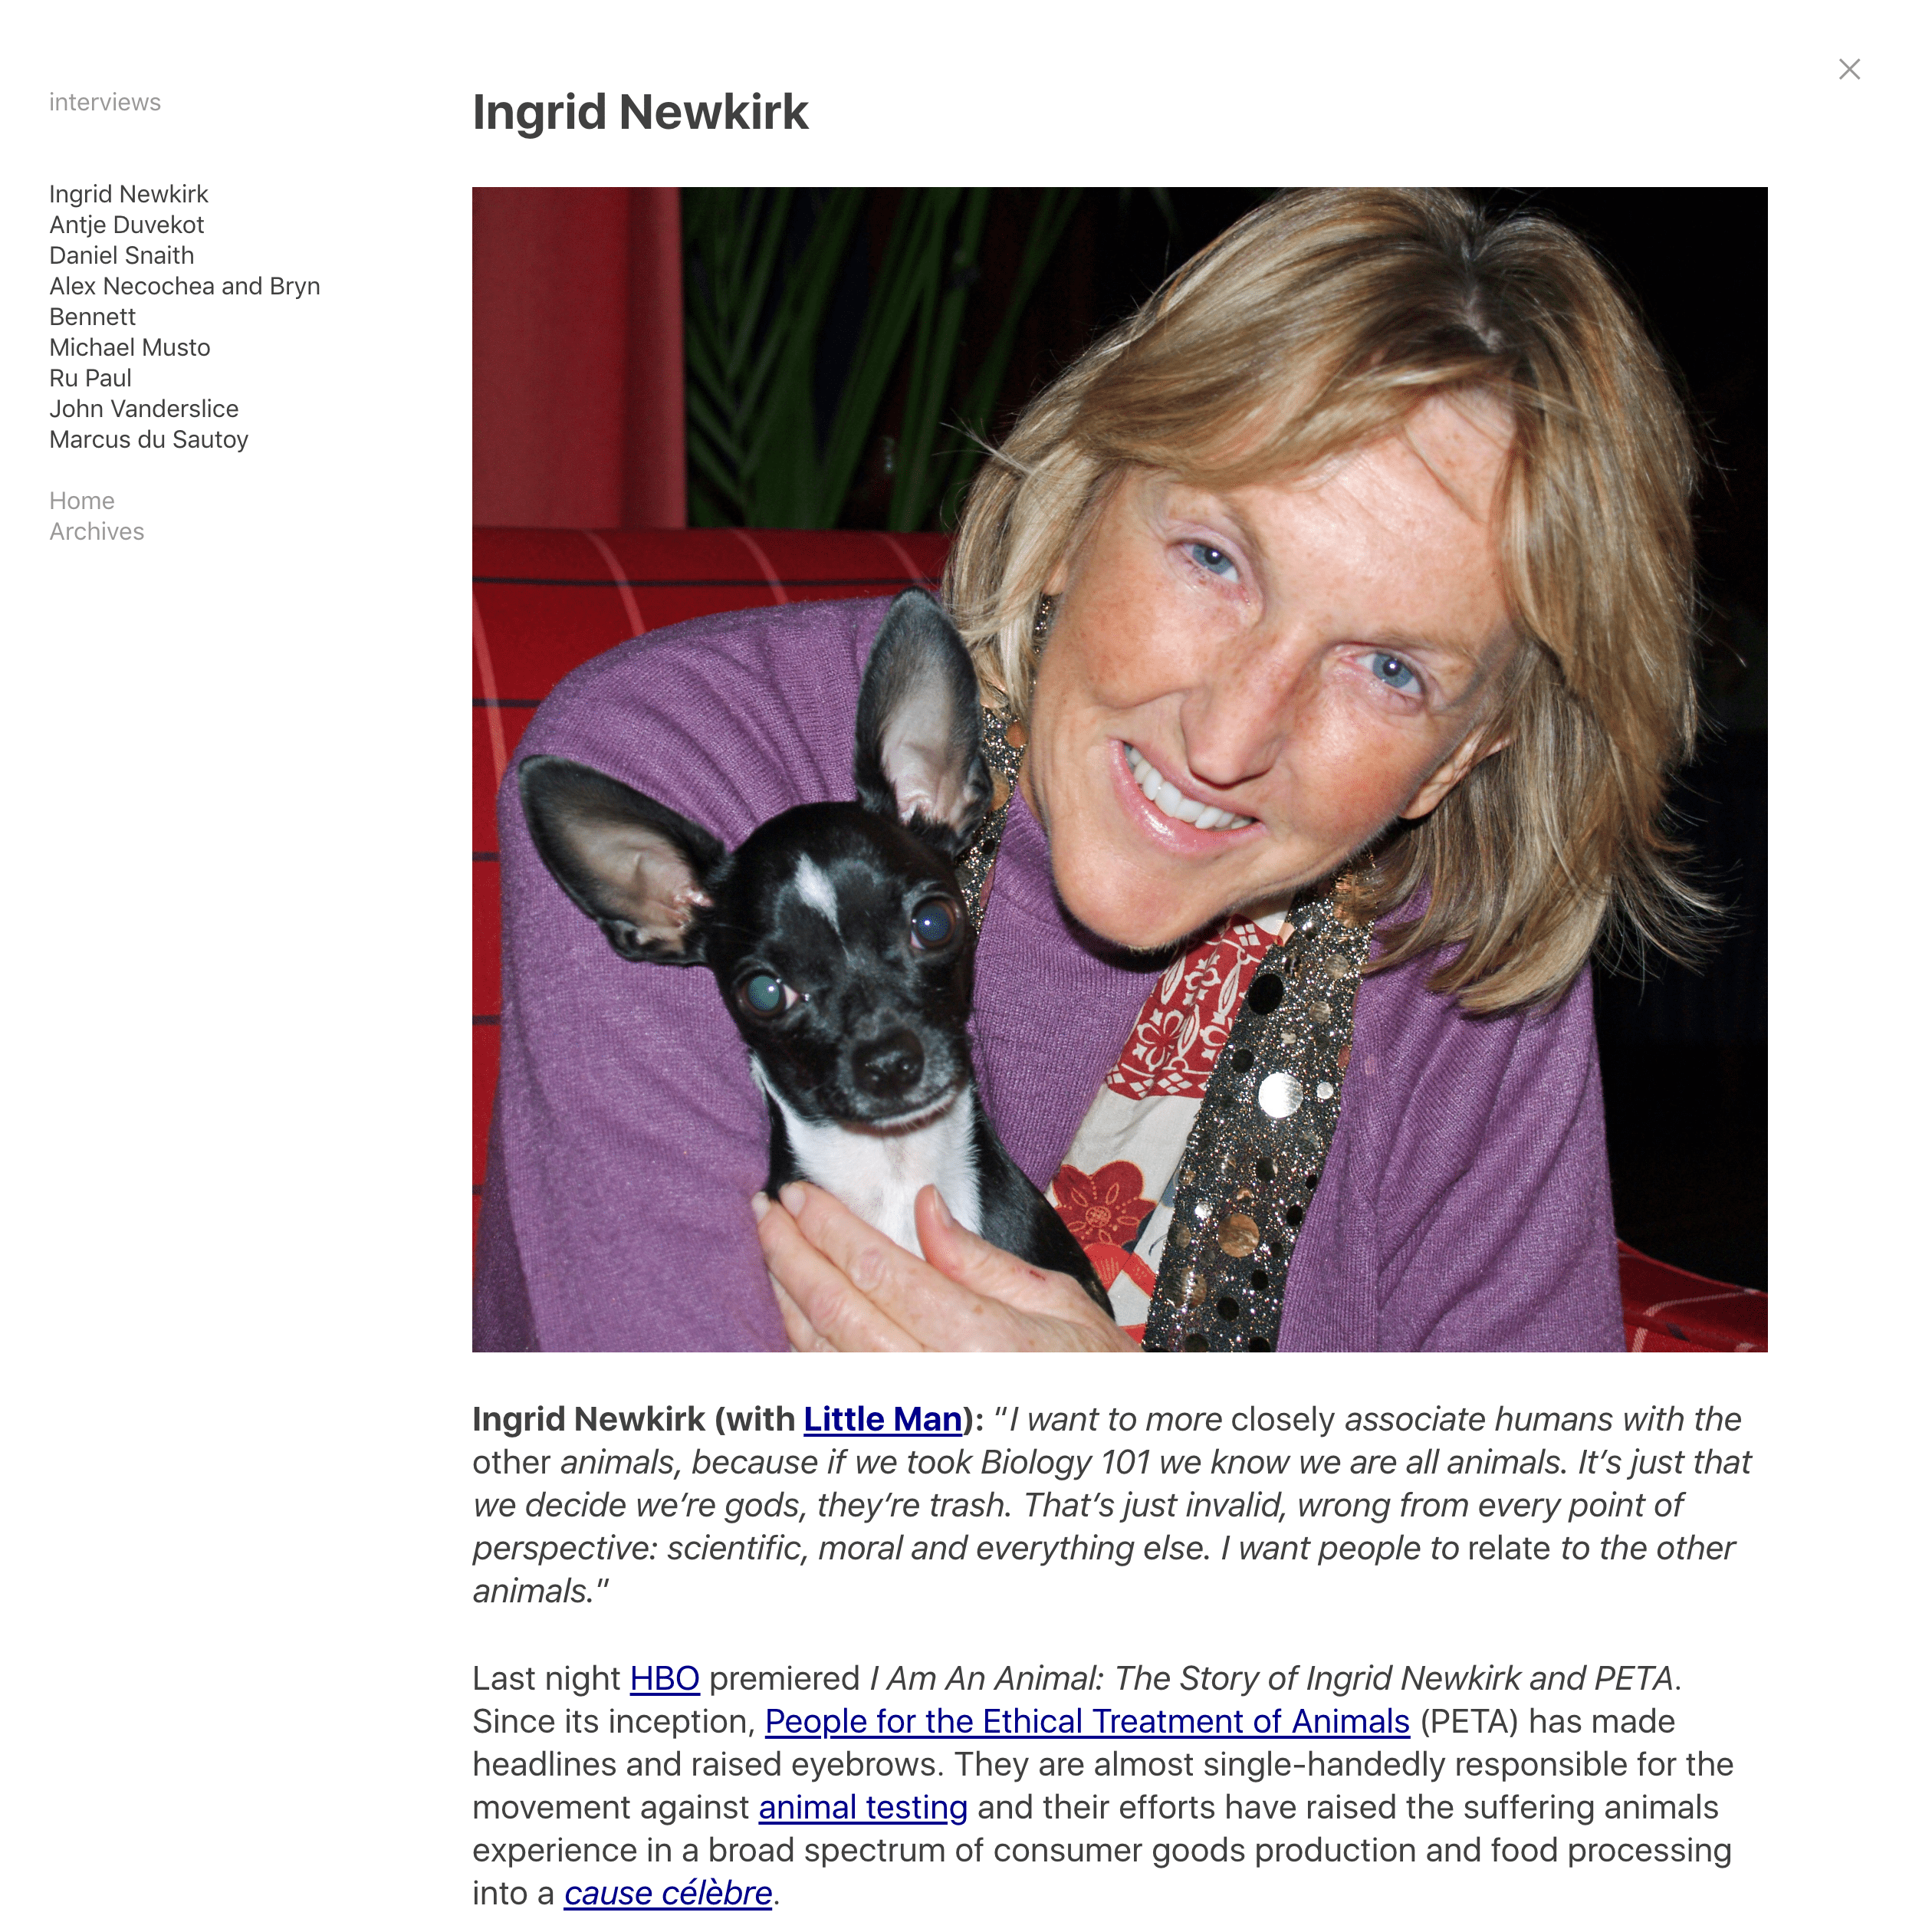 interviews
Ingrid Newkirk
Antje Duvekot
Daniel Snaith
Alex Necochea and Bryn
Bennett
Michael Musto
Ru Paul
John Vanderslice
Marcus du Sautoy
Home
Archives
Ingrid Newkirk
Ingrid Newkirk (with Little Man): "I want to more closely associate humans with the
other animals, because if we took Biology 101 we know we are all animals. It’s just that
we decide we’re gods, they’re trash. That’s just invalid, wrong from every point of
perspective: scientific, moral and everything else. I want people to relate to the other
animals."
Last night HBO premiered I Am An Animal: The Story of Ingrid Newkirk and PETA.
Since its inception, People for the Ethical Treatment of Animals (PETA) has made
headlines and raised eyebrows. They are almost single-handedly responsible for the
movement against animal testing and their efforts have raised the suffering animals
experience in a broad spectrum of consumer goods production and food processing
into a cause célèbre.